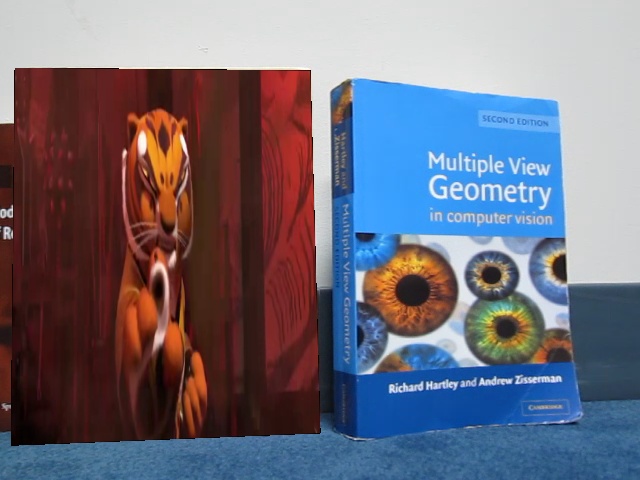 SECOND EDITION
Multiple View
Geometry
in computer vision
Richard Hartley and Andrew Zisserman
CAMBRIDGE
Hartley and
Zisserman
Multiple View Geometry